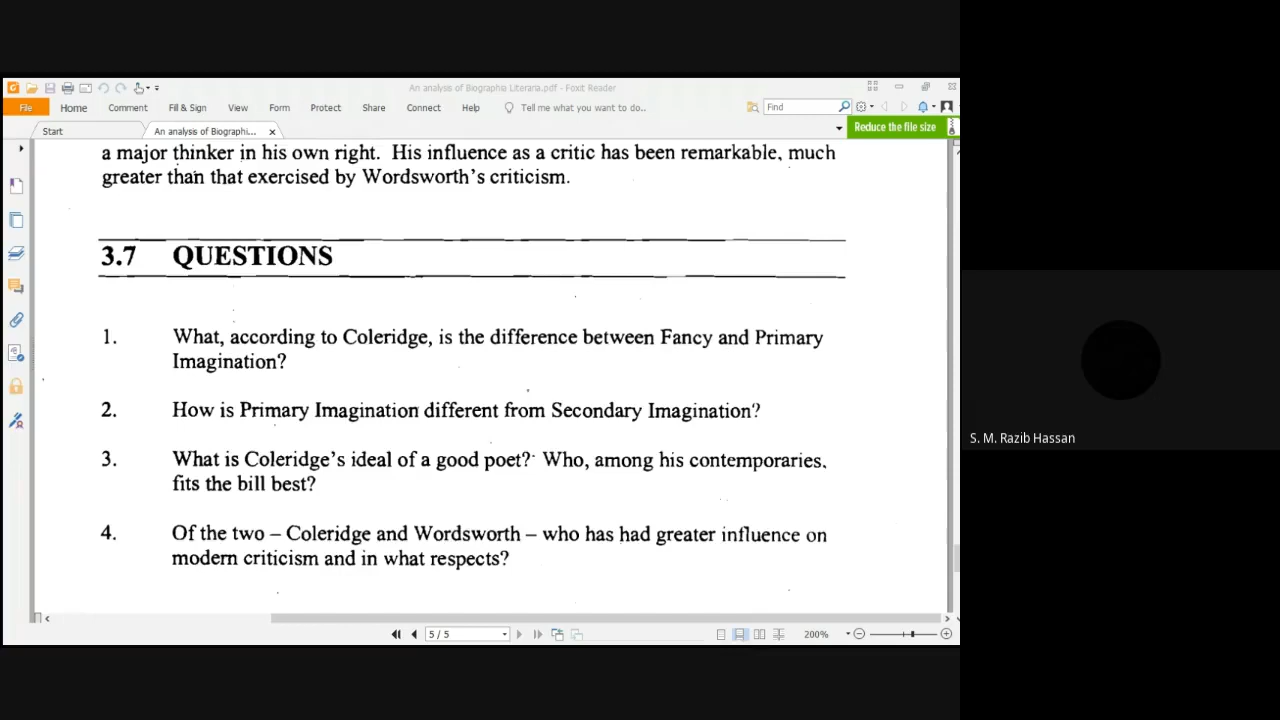 An analysis of Biographia Literara.pdf - Foxit Reader
File Home Comment Fill & Sign View Form Protect Share Connect Help Tell me what you want to do.. Find
Start An analysis of Biographi... Reduce the file size
a major thinker in his own right. His influence as a critic has been remarkable, much
greater than that exercised by Wordsworth's criticism.
3.7 QUESTIONS
1. What, according to Coleridge, is the difference between Fancy and Primary
Imagination?
2. How is Primary Imagination different from Secondary Imagination?
3. What is Coleridge's ideal of a good poet? Who, among his contemporaries,
fits the bill best?
S. M. Razib Hassan
4. Of the two – Coleridge and Wordsworth – who has had greater influence on
modern criticism and in what respects?
5 / 5 200%